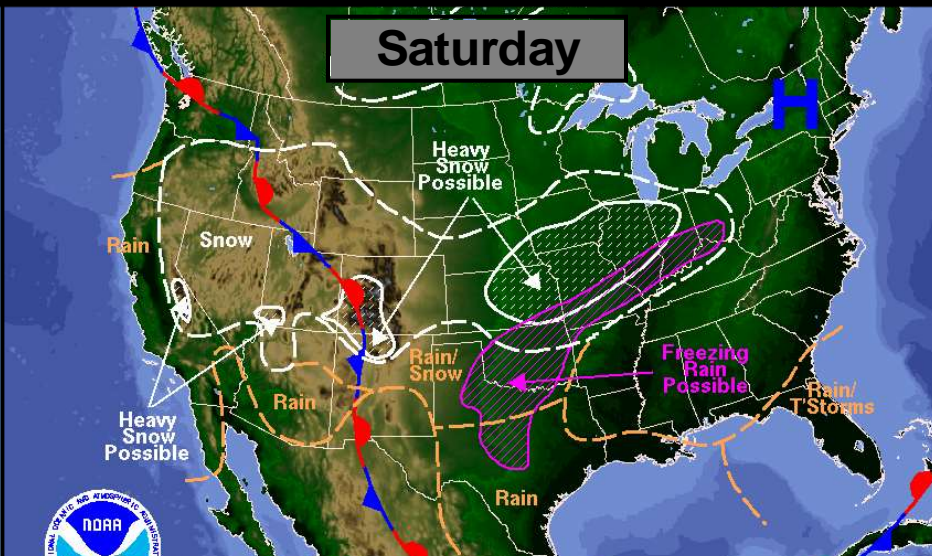 Saturday
H
Heavy
Snow
Possible
Rain
Snow
Rain/
Snow
Freezing
Rain
Possible
Rain
Rain/
T'Storms
Heavy
Snow
Possible
Rain
NOAA